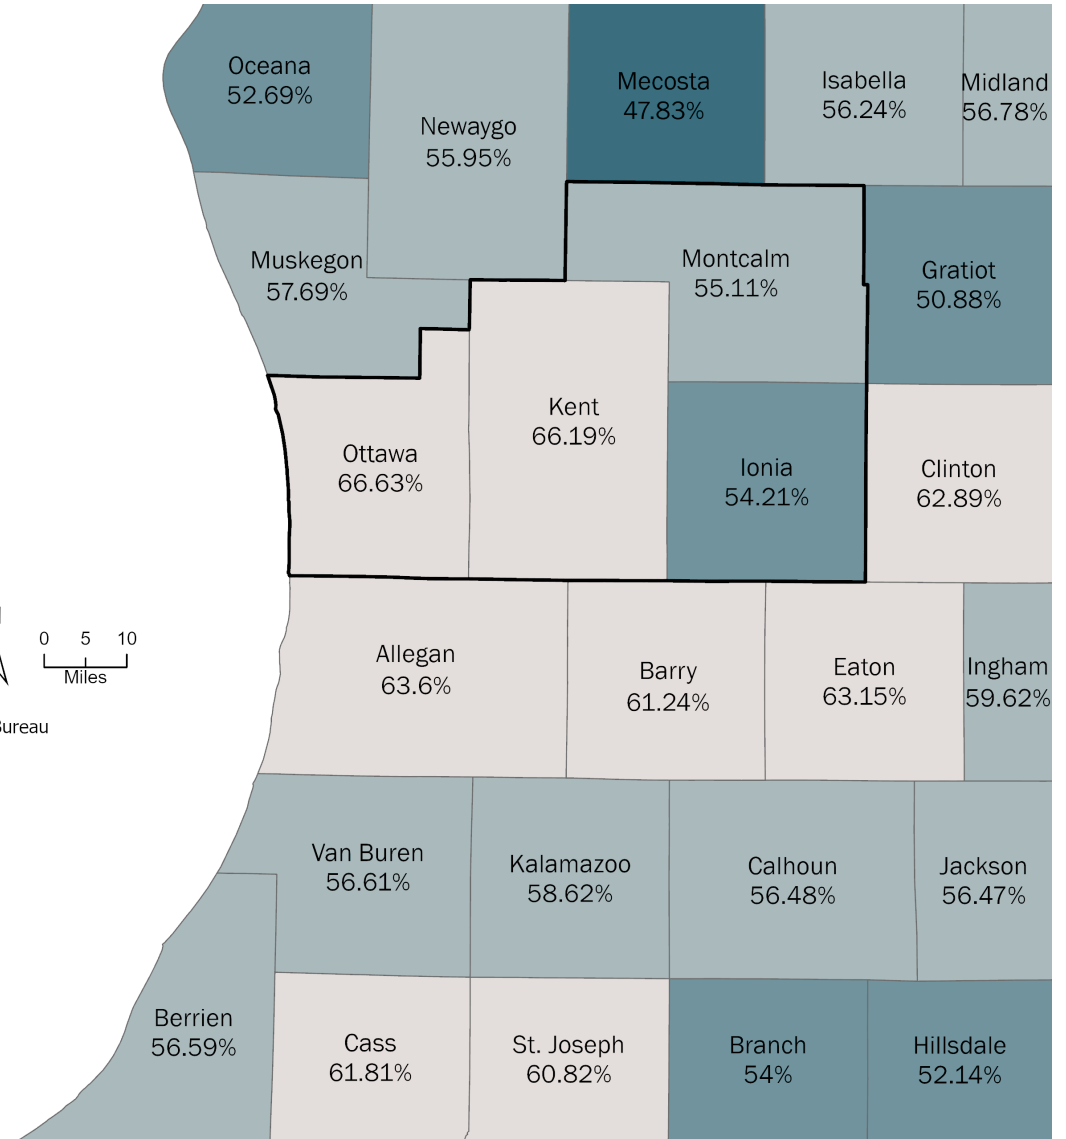 Oceana
52.69%
Newaygo
55.95%
Mecosta
47.83%
Isabella
56.24%
Midland
56.78%
Muskegon
57.69%
Montcalm
55.11%
Gratiot
50.88%
Kent
66.19%
Ottawa
66.63%
Ionia
54.21%
Clinton
62.89%
0 5 10
Miles
Bureau
Allegan
63.6%
Barry
61.24%
Eaton
63.15%
Ingham
59.62%
Van Buren
56.61%
Kalamazoo
58.62%
Calhoun
56.48%
Jackson
56.47%
Berrien
56.59%
Cass
61.81%
St. Joseph
60.82%
Branch
54%
Hillsdale
52.14%